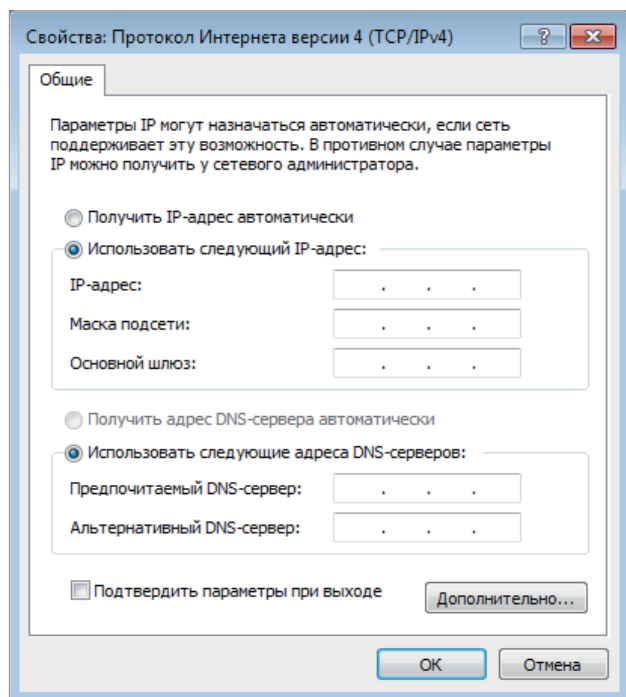 Свойства: Протокол Интернета версии 4 (TCP/IPv4)
Общие
Параметры IP могут назначаться автоматически, если сеть
поддерживает эту возможность. В противном случае параметры
IP можно получить у сетевого администратора.
Получить IP-адрес автоматически
Использовать следующий IP-адрес:
IP-адрес:
Маска подсети:
Основной шлюз:
Получить адрес DNS-сервера автоматически
Использовать следующие адреса DNS-серверов:
Предпочитаемый DNS-сервер:
Альтернативный DNS-сервер:
Подтвердить параметры при выходе
Дополнительно...
ОК
Отмена